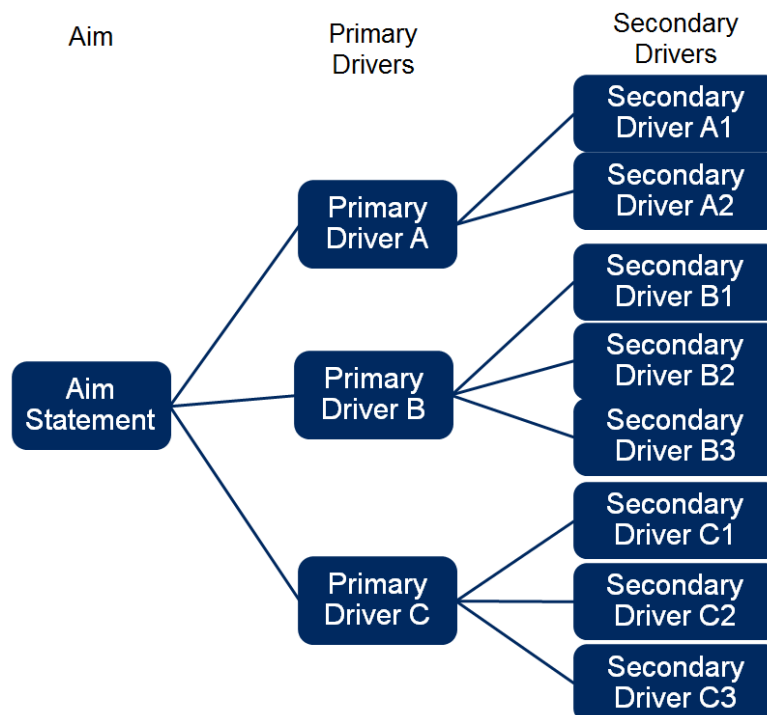 Aim
Primary
Drivers
Secondary
Drivers
Aim
Statement
Primary
Driver A
Primary
Driver B
Primary
Driver C
Secondary
Driver A1
Secondary
Driver A2
Secondary
Driver B1
Secondary
Driver B2
Secondary
Driver B3
Secondary
Driver C1
Secondary
Driver C2
Secondary
Driver C3